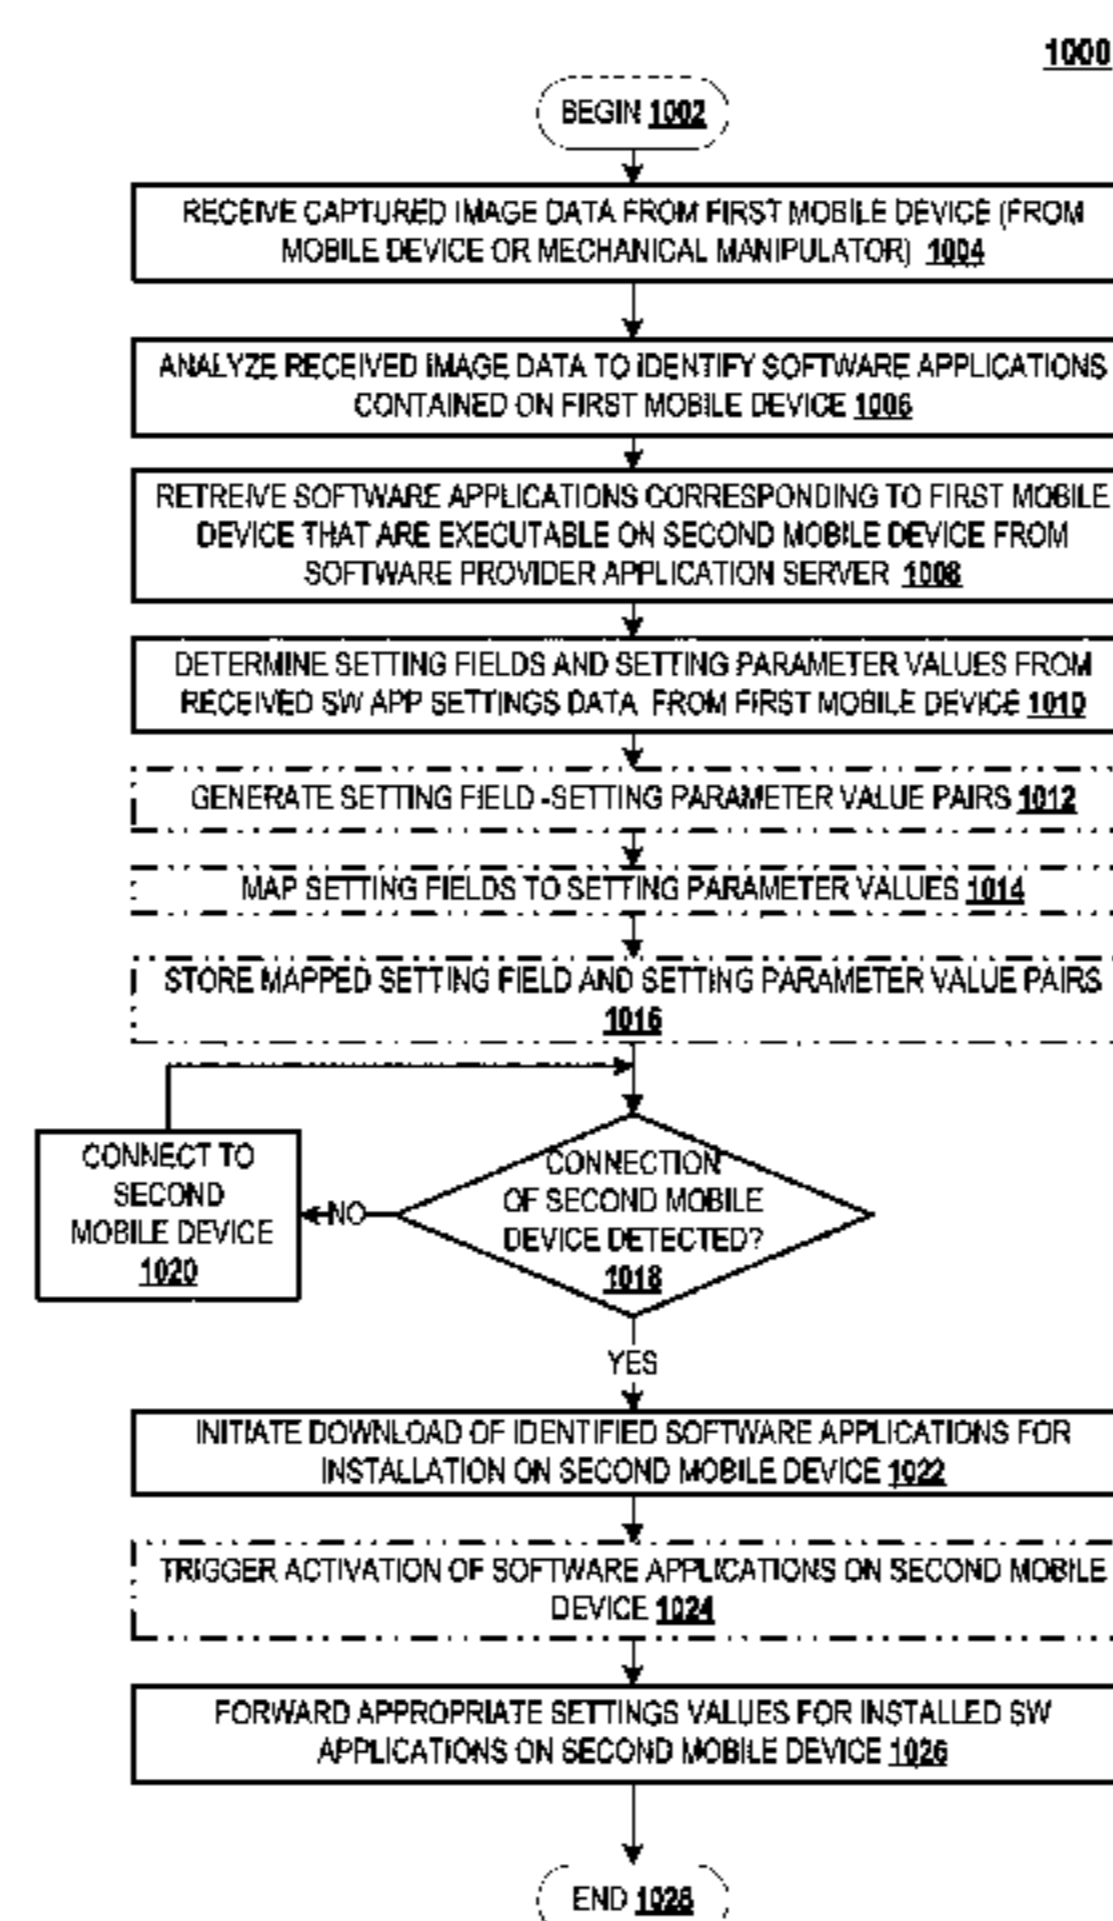 1000
BEGIN 1002
RECEIVE CAPTURED IMAGE DATA FROM FIRST MOBILE DEVICE (FROM
MOBILE DEVICE OR MECHANICAL MANIPULATOR) 1004
ANALYZE RECEIVED IMAGE DATA TO IDENTIFY SOFTWARE APPLICATIONS
CONTAINED ON FIRST MOBILE DEVICE 1006
RETREIVE SOFTWARE APPLICATIONS CORRESPONDING TO FIRST MOBILE
DEVICE THAT ARE EXECUTABLE ON SECOND MOBILE DEVICE FROM
SOFTWARE PROVIDER APPLICATION SERVER 1008
DETERMINE SETTING FIELDS AND SETTING PARAMETER VALUES FROM
RECEIVED SW APP SETTINGS DATA FROM FIRST MOBILE DEVICE 1010
GENERATE SETTING FIELD -SETTING PARAMETER VALUE PAIRS 1012
MAP SETTING FIELDS TO SETTING PARAMETER VALUES 1014
STORE MAPPED SETTING FIELD AND SETTING PARAMETER VALUE PAIRS
1016
CONNECTION
OF SECOND MOBILE
DEVICE DETECTED?
1018
NO
CONNECT TO
SECOND
MOBILE DEVICE
1020
YES
INITIATE DOWNLOAD OF IDENTIFIED SOFTWARE APPLICATIONS FOR
INSTALLATION ON SECOND MOBILE DEVICE 1022
TRIGGER ACTIVATION OF SOFTWARE APPLICATIONS ON SECOND MOBILE
DEVICE 1024
FORWARD APPROPRIATE SETTINGS VALUES FOR INSTALLED SW
APPLICATIONS ON SECOND MOBILE DEVICE 1026
END 1028